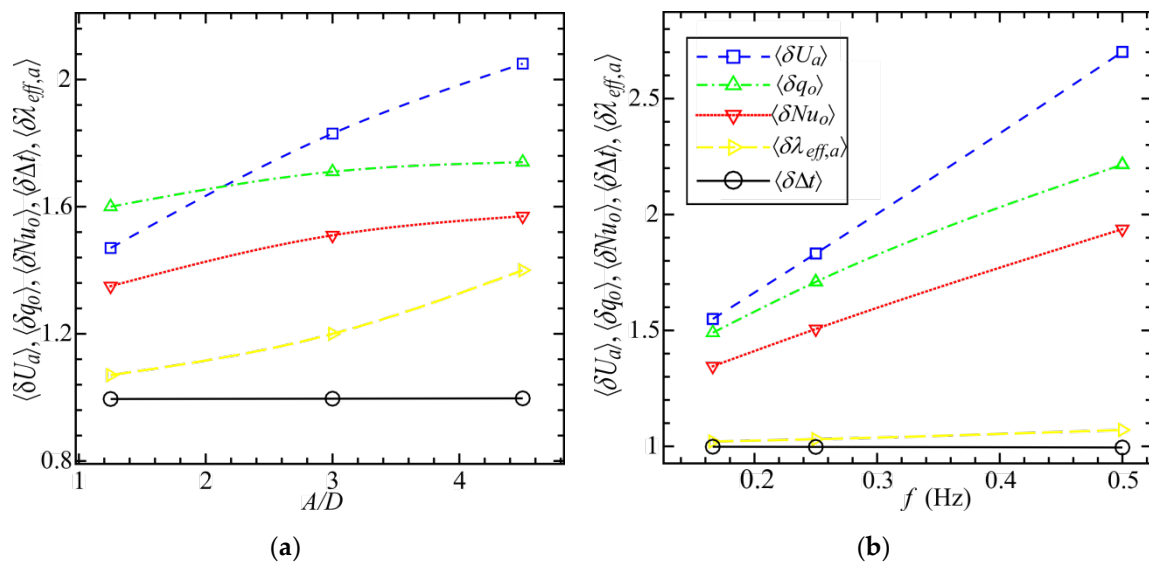 ⟨δU_a⟩, ⟨δq_o⟩, ⟨δNu_o⟩, ⟨δΔt⟩, ⟨δλ_eff,a⟩
2
1.6
1.2
0.8
1
2
3
4
A/D
(a)
⟨δU_a⟩, ⟨δq_o⟩, ⟨δNu_o⟩, ⟨δΔt⟩, ⟨δλ_eff,a⟩
2.5
2
1.5
1
⟨δU_a⟩
⟨δq_o⟩
⟨δNu_o⟩
⟨δλ_eff,a⟩
⟨δΔt⟩
0.2
0.3
0.4
0.5
f (Hz)
(b)